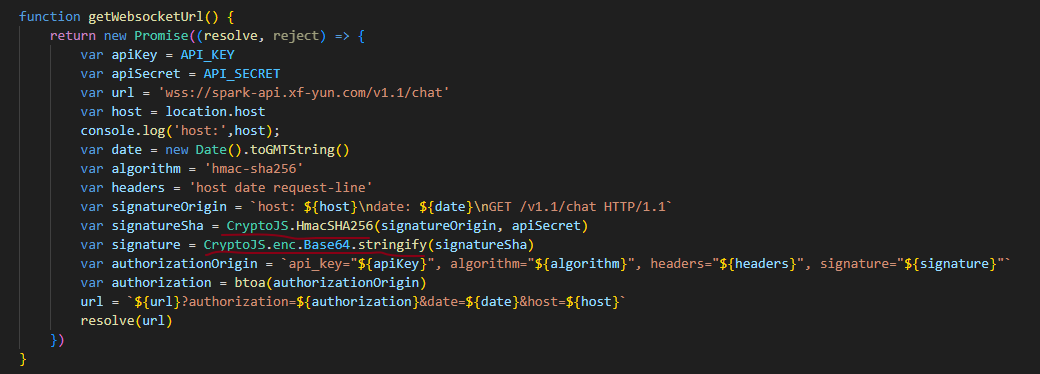 function getWebsocketUrl() {
return new Promise((resolve, reject) => {
var apiKey = API_KEY
var apiSecret = API_SECRET
var url = 'wss://spark-api.xf-yun.com/v1.1/chat'
var host = location.host
console.log('host:',host);
var date = new Date().toGMTString()
var algorithm = 'hmac-sha256'
var headers = 'host date request-line'
var signatureOrigin = `host: ${host}\ndate: ${date}\nGET /v1.1/chat HTTP/1.1`
var signatureSha = CryptoJS.HmacSHA256(signatureOrigin, apiSecret)
var signature = CryptoJS.enc.Base64.stringify(signatureSha)
var authorizationOrigin = `api_key="${apiKey}", algorithm="${algorithm}", headers="${headers}", signature="${signature}"`
var authorization = btoa(authorizationOrigin)
url = `${url}?authorization=${authorization}&date=${date}&host=${host}`
resolve(url)
})
}